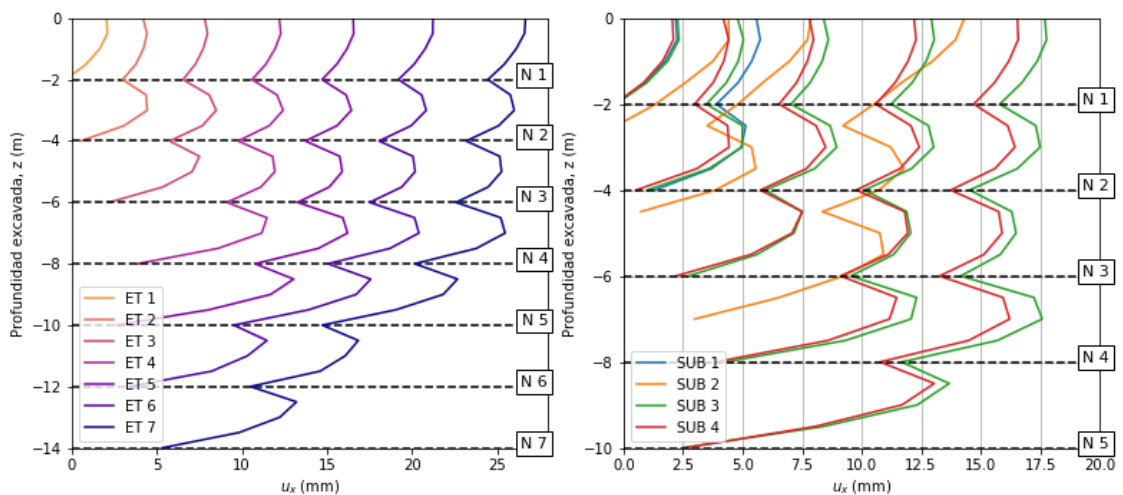 Profundidad excavada, z (m)
0
−2
−4
−6
−8
−10
−12
−14
N 1
N 2
N 3
N 4
N 5
N 6
N 7
ET 1
ET 2
ET 3
ET 4
ET 5
ET 6
ET 7
0 5 10 15 20 25
uₓ (mm)
Profundidad excavada, z (m)
0
−2
−4
−6
−8
−10
N 1
N 2
N 3
N 4
N 5
SUB 1
SUB 2
SUB 3
SUB 4
0.0 2.5 5.0 7.5 10.0 12.5 15.0 17.5 20.0
uₓ (mm)